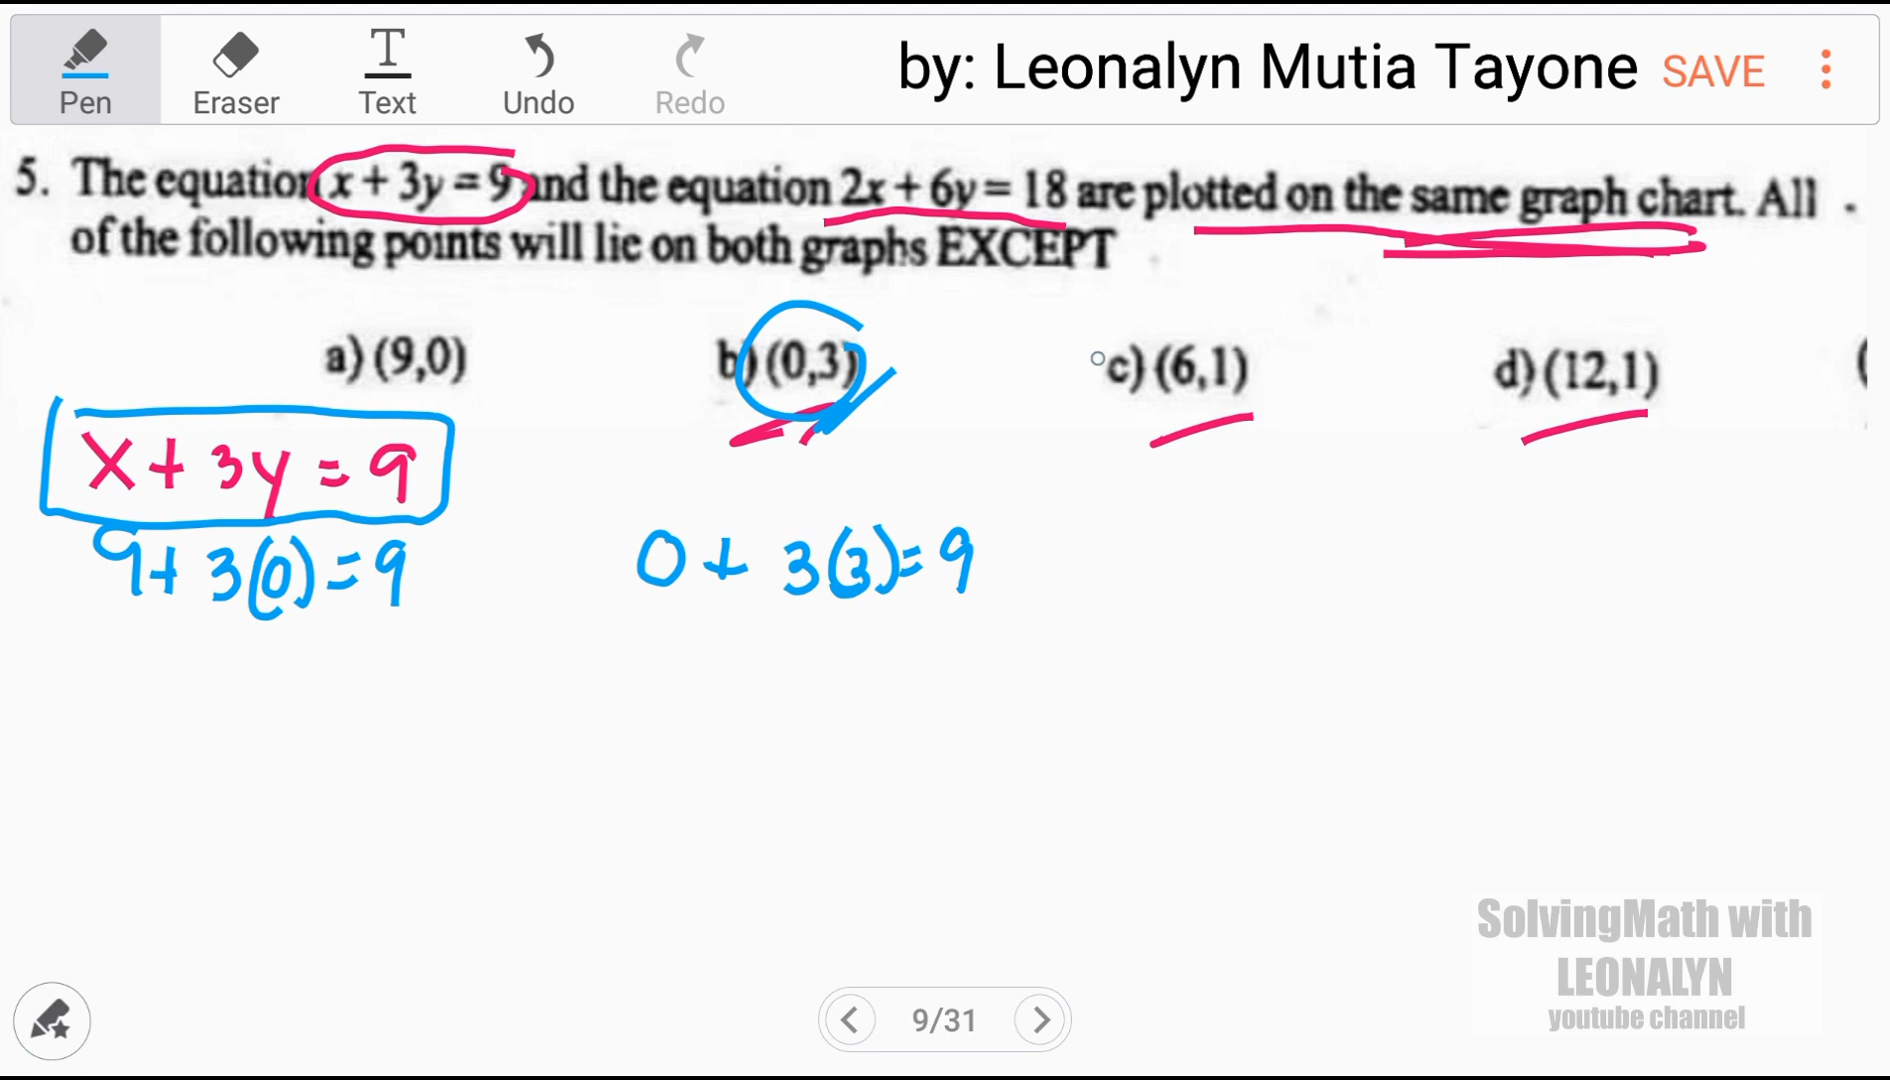 Pen Eraser Text Undo Redo by: Leonalyn Mutia Tayone SAVE
5. The equation x + 3y = 9 and the equation 2x + 6y = 18 are plotted on the same graph chart. All
of the following points will lie on both graphs EXCEPT
a) (9,0) b) (0,3) c) (6,1) d) (12,1) (
x + 3y = 9
9 + 3(0) = 9 0 + 3(3) = 9
SolvingMath with
LEONALYN
youtube channel
9/31